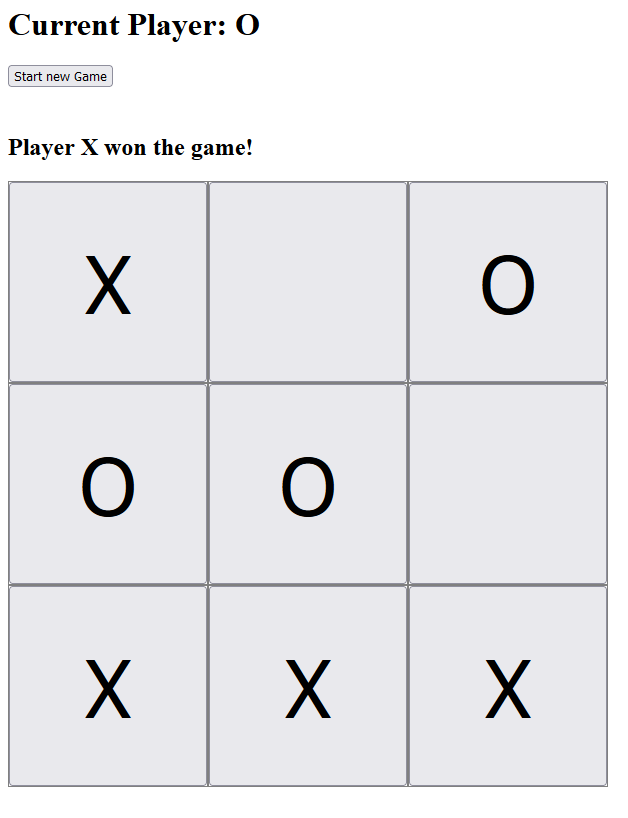 Current Player: O
Start new Game
Player X won the game!
X O
O O
X X X